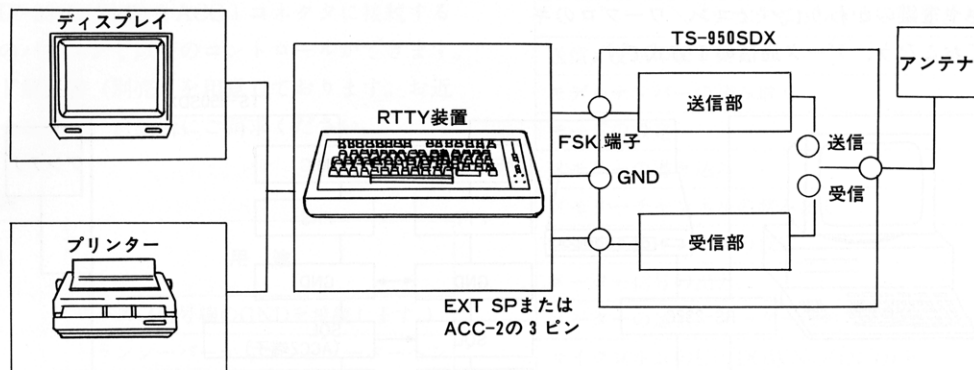 ディスプレイ
プリンター
RTTY装置
TS-950SDX
アンテナ
送信部
FSK 端子
GND
受信部
送信
受信
EXT SPまたは
ACC-2の3ピン